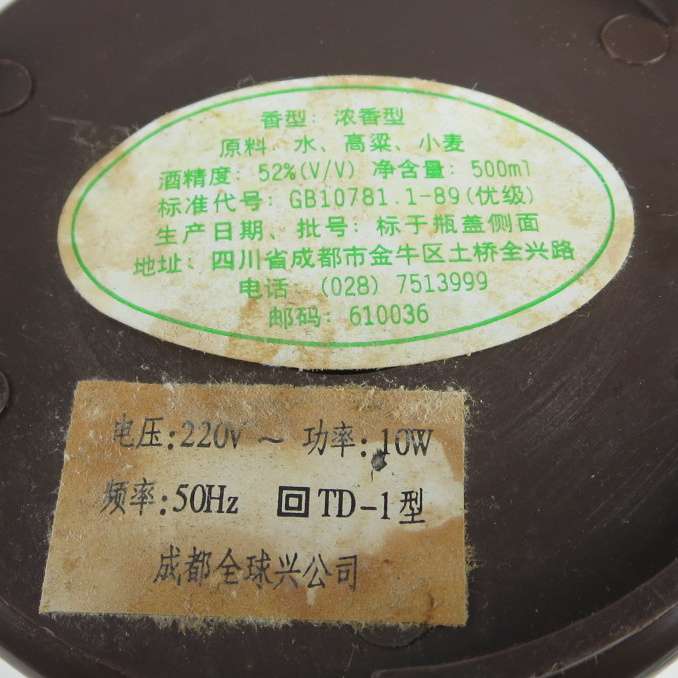 香型: 浓香型
原料: 水、高粱、小麦
酒精度: 52%(V/V) 净含量: 500ml
标准代号: GB10781.1-89(优级)
生产日期、批号: 标于瓶盖侧面
地址: 四川省成都市金牛区土桥全兴路
电话: (028) 7513999
邮码: 610036
电压:220V ~ 功率:10W
频率:50Hz 回 TD-1型
成都全球兴公司